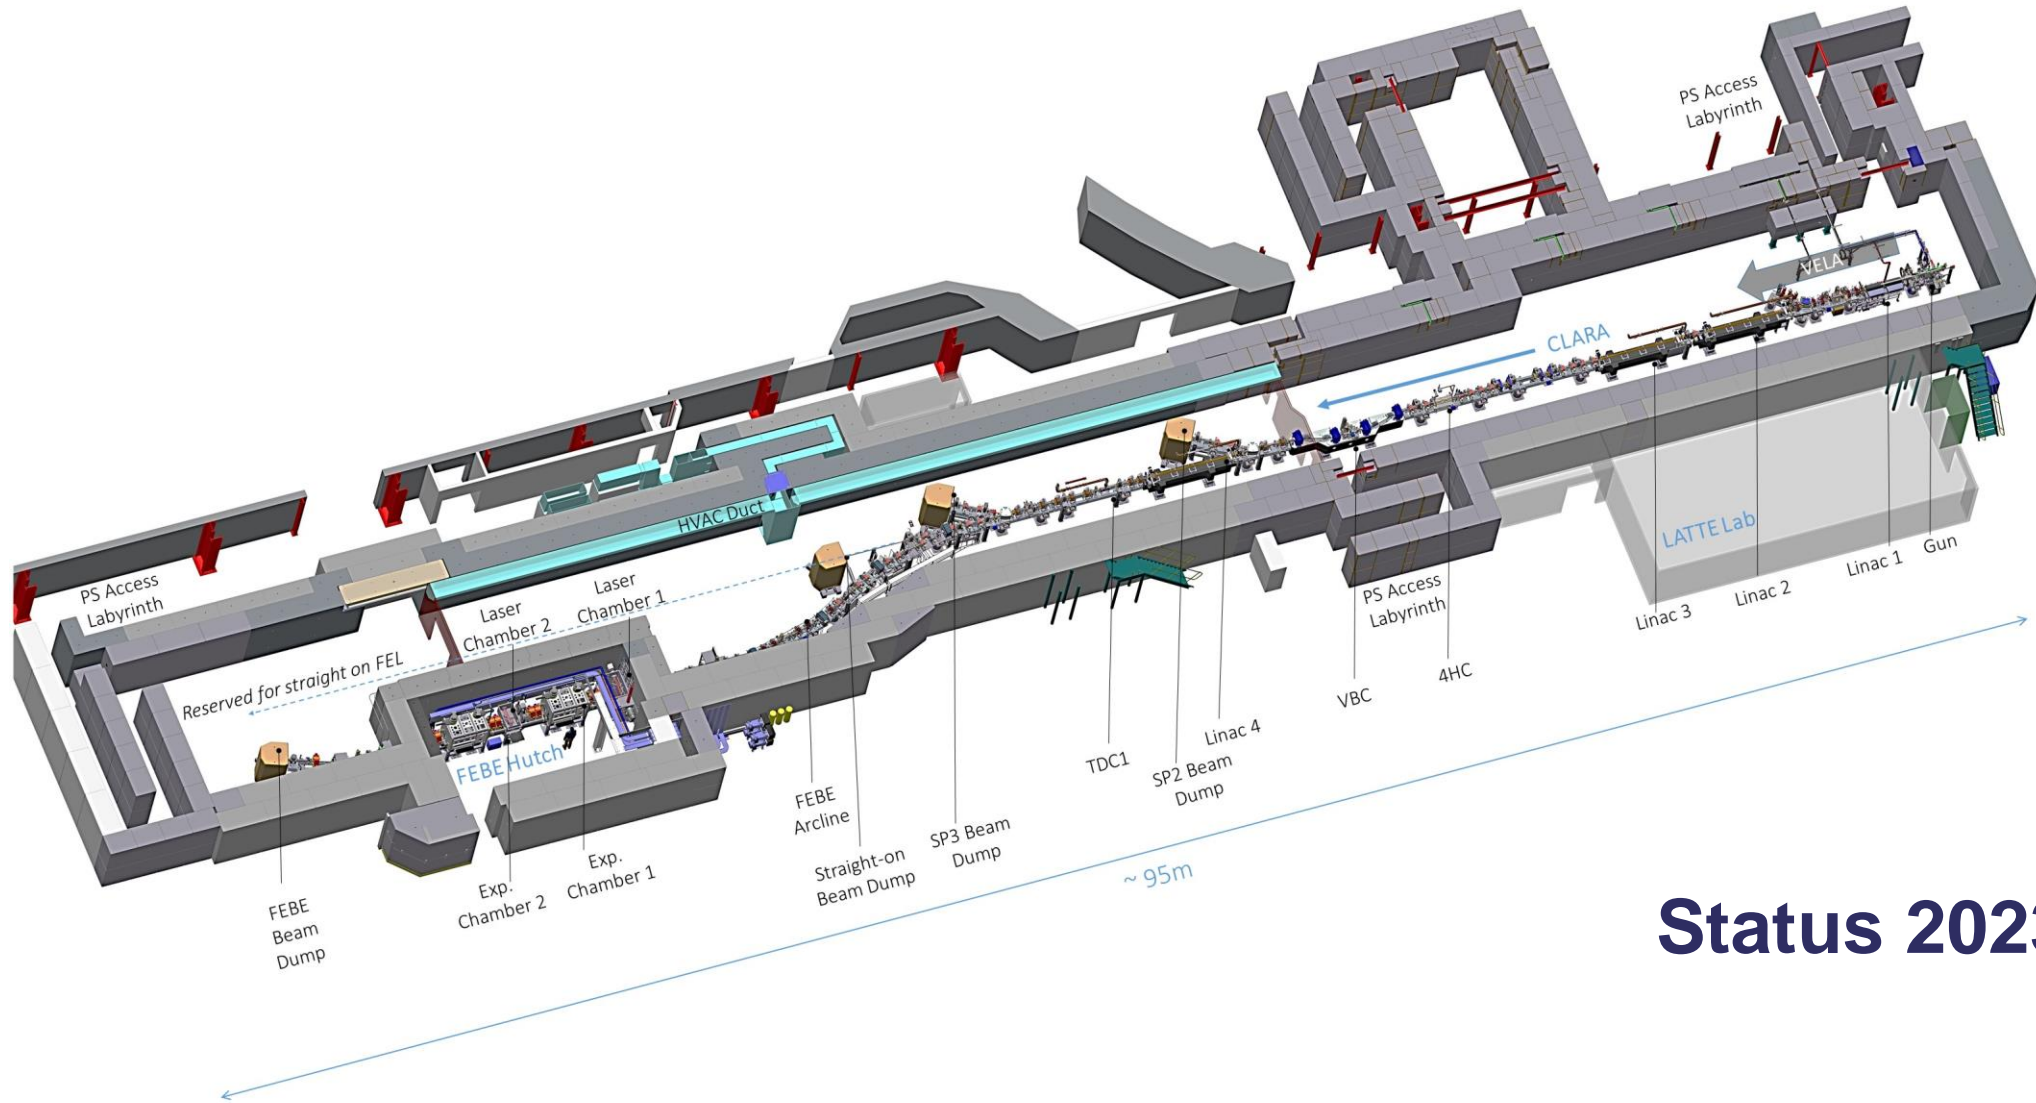 PS Access
Labyrinth
VELA
CLARA
HVAC Duct
LATTE Lab
Gun
Linac 1
Linac 2
Linac 3
PS Access
Labyrinth
4HC
VBC
Linac 4
SP2 Beam
Dump
TDC1
SP3 Beam
Dump
Straight-on
Beam Dump
FEBE
Arcline
Laser
Chamber 1
Laser
Chamber 2
PS Access
Labyrinth
Reserved for straight on FEL
FEBE Hutch
Exp.
Chamber 1
Exp.
Chamber 2
FEBE
Beam
Dump
~ 95m
Status 2023